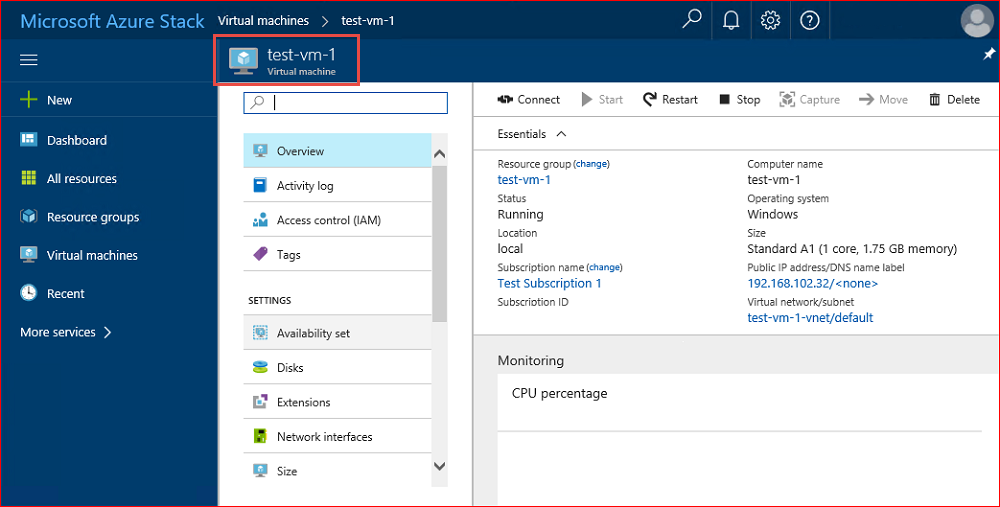 Microsoft Azure Stack Virtual machines > test-vm-1
test-vm-1
Virtual machine
New
Dashboard
All resources
Resource groups
Virtual machines
Recent
More services >
Overview
Activity log
Access control (IAM)
Tags
SETTINGS
Availability set
Disks
Extensions
Network interfaces
Size
Connect Start Restart Stop Capture Move Delete
Essentials
Resource group (change)
test-vm-1
Status
Running
Location
local
Subscription name (change)
Test Subscription 1
Subscription ID
Computer name
test-vm-1
Operating system
Windows
Size
Standard A1 (1 core, 1.75 GB memory)
Public IP address/DNS name label
192.168.102.32/<none>
Virtual network/subnet
test-vm-1-vnet/default
Monitoring
CPU percentage